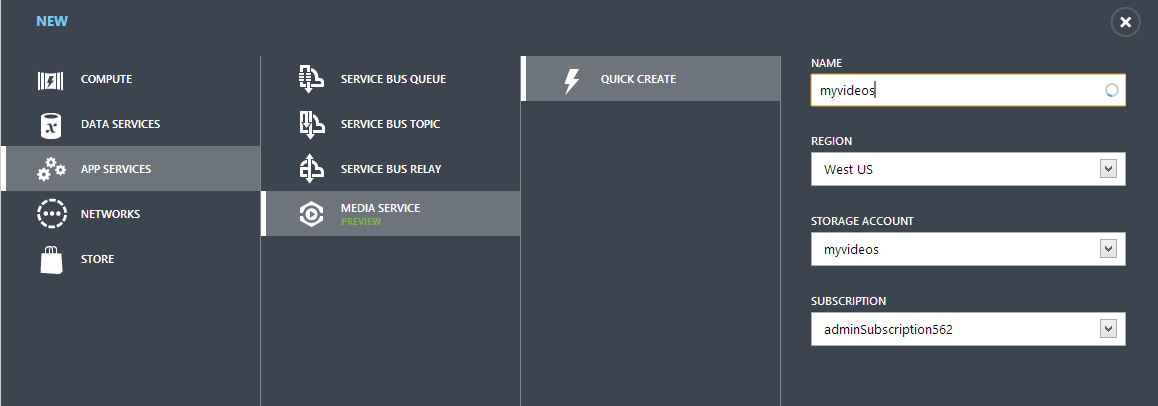 NEW
COMPUTE
DATA SERVICES
APP SERVICES
NETWORKS
STORE
SERVICE BUS QUEUE
SERVICE BUS TOPIC
SERVICE BUS RELAY
MEDIA SERVICE
PREVIEW
QUICK CREATE
NAME
myvideos
REGION
West US
STORAGE ACCOUNT
myvideos
SUBSCRIPTION
adminSubscription562